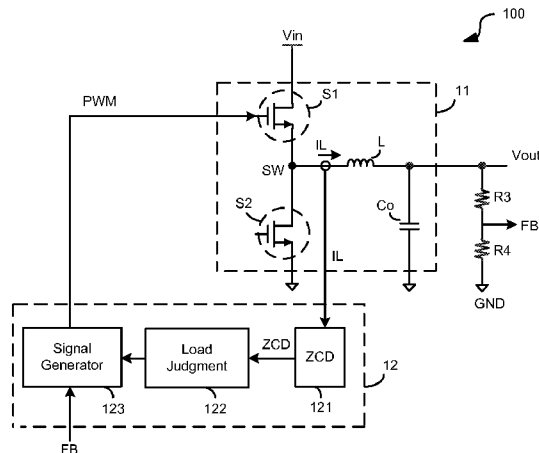 100
Vin
S1
11
PWM
IL
L
SW
Vout
S2
Co
R3
FB
R4
IL
GND
Signal Generator
Load Judgment
ZCD
ZCD
12
123
122
121
FB